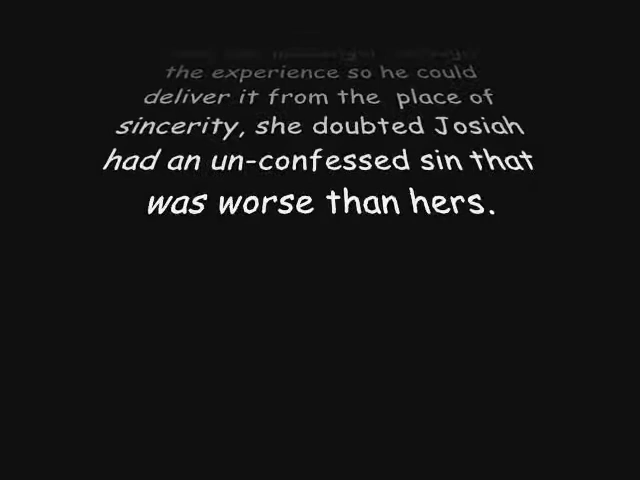 the experience so he could
deliver it from the place of
sincerity, she doubted Josiah
had an un-confessed sin that
was worse than hers.